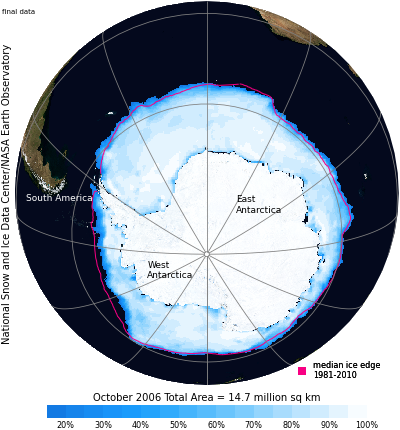 final data
National Snow and Ice Data Center/NASA Earth Observatory
South America
East
Antarctica
West
Antarctica
median ice edge
1981-2010
October 2006 Total Area = 14.7 million sq km
20% 30% 40% 50% 60% 70% 80% 90% 100%